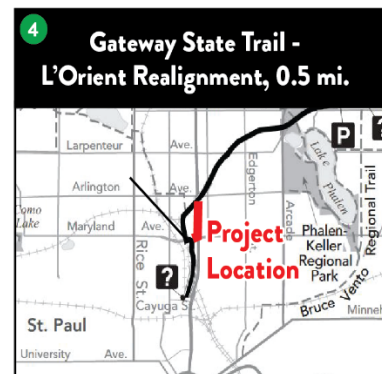 4
Gateway State Trail -
L'Orient Realignment, 0.5 mi.
Larpenteur Ave.
P
?
Lake
Phalen
Edgerton
Arcade
Regional Trail
Arlington Ave.
Como
Lake
Maryland Ave.
Rice St.
Project
Location
Phalen-
Keller
Regional
Park
?
Cayuga St.
Bruce Vento
Minneh
St. Paul
University Ave.